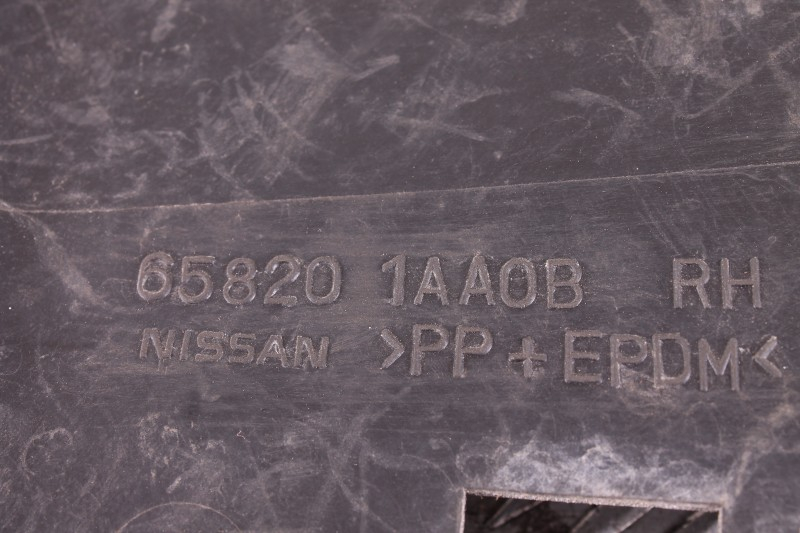 65820 1AA0B RH
NISSAN >PP+EPDM<